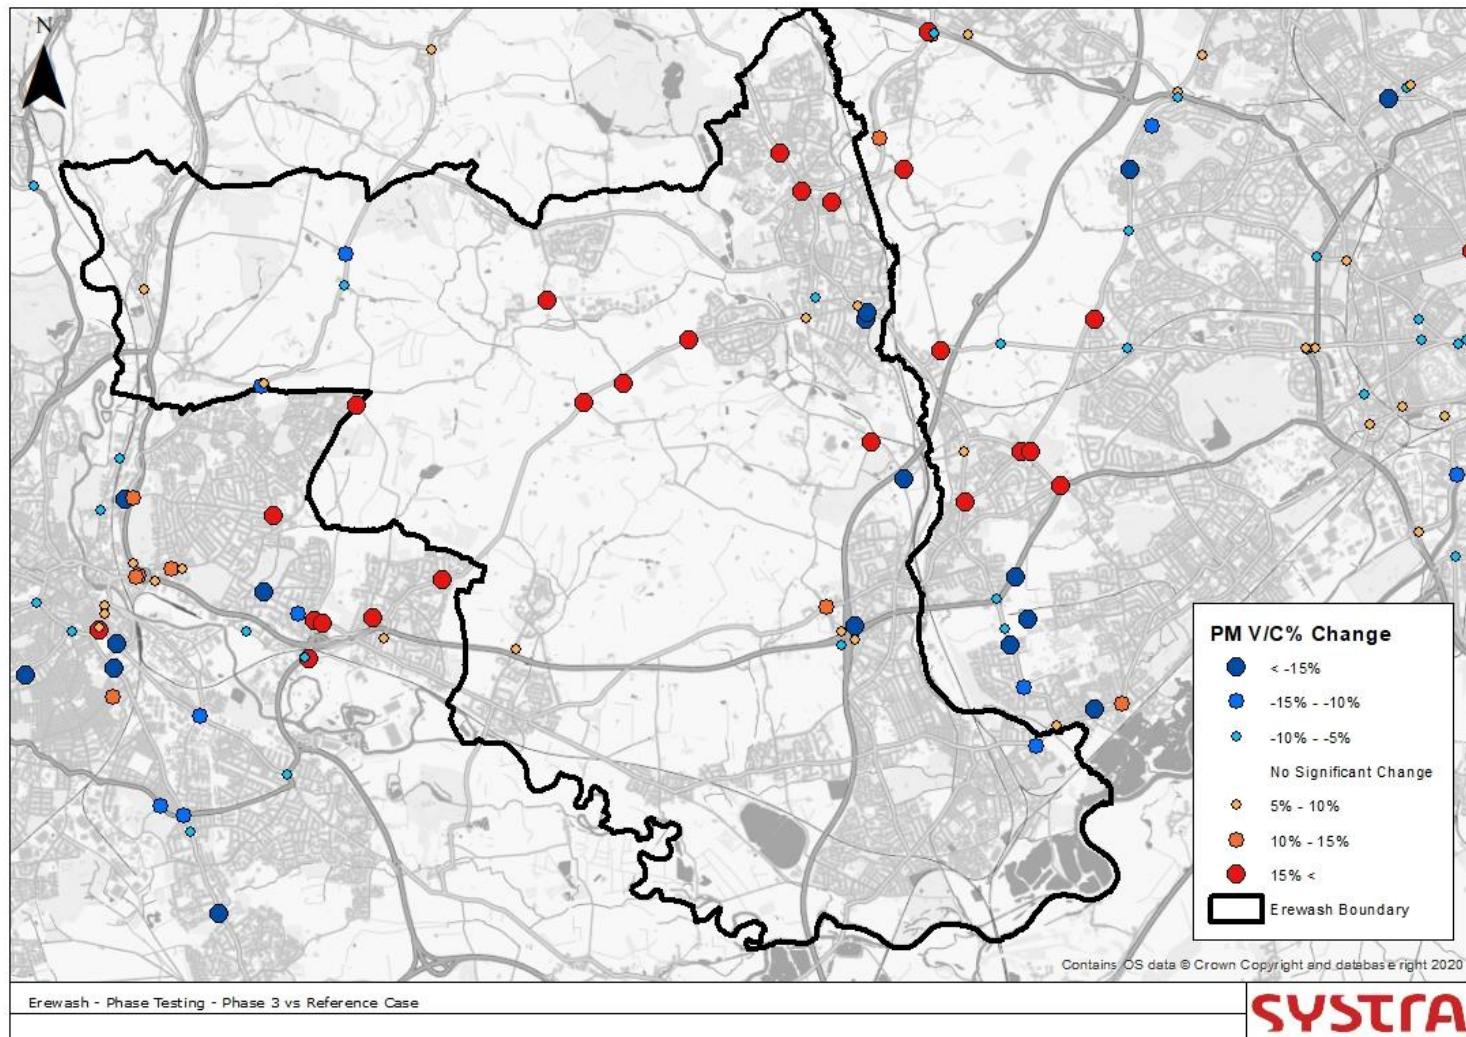 N
PM V/C% Change
< -15%
-15% - -10%
-10% - -5%
No Significant Change
5% - 10%
10% - 15%
15% <
Erewash Boundary
Contains OS data © Crown Copyright and database right 2020
Erewash - Phase Testing - Phase 3 vs Reference Case
SYSTRA